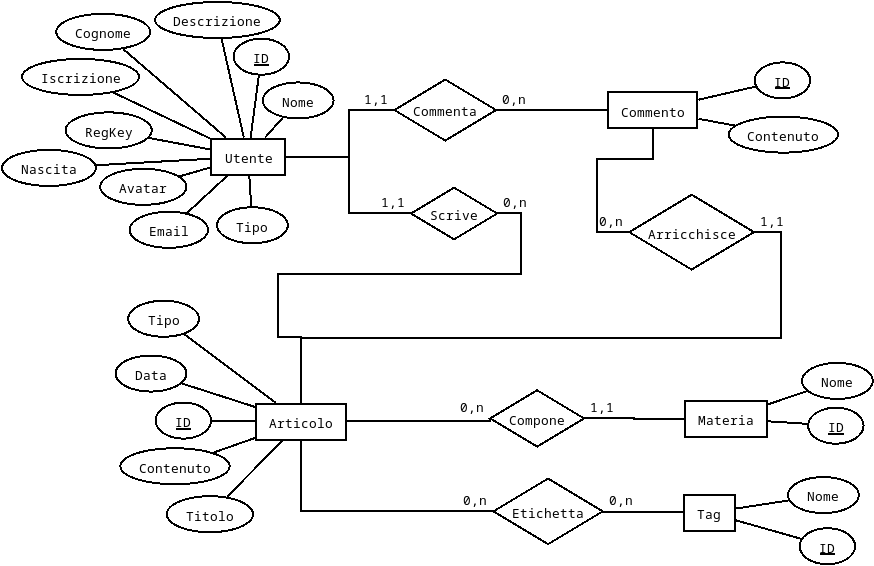 Descrizione
Cognome
ID
Iscrizione
Nome
RegKey
Utente
Nascita
Avatar
Email
Tipo
1,1
Commenta
0,n
Commento
ID
Contenuto
1,1
Scrive
0,n
0,n
Arricchisce
1,1
Tipo
Data
ID
Articolo
Contenuto
Titolo
0,n
Compone
1,1
Materia
Nome
ID
0,n
Etichetta
0,n
Tag
Nome
ID